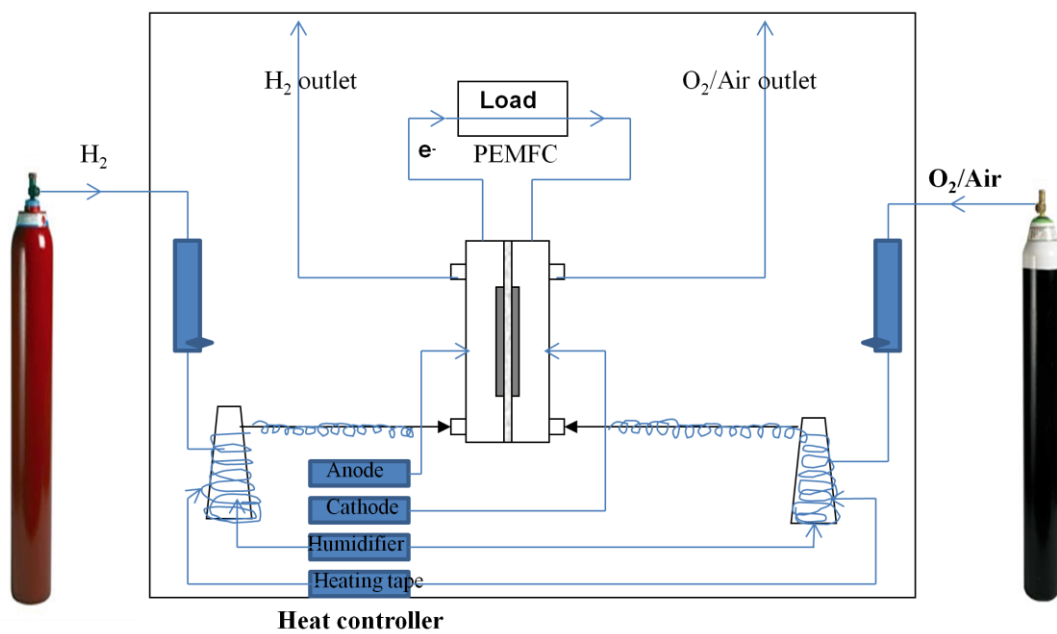 H₂ outlet
O₂/Air outlet
Load
e-
PEMFC
H₂
O₂/Air
Anode
Cathode
Humidifier
Heating tape
Heat controller